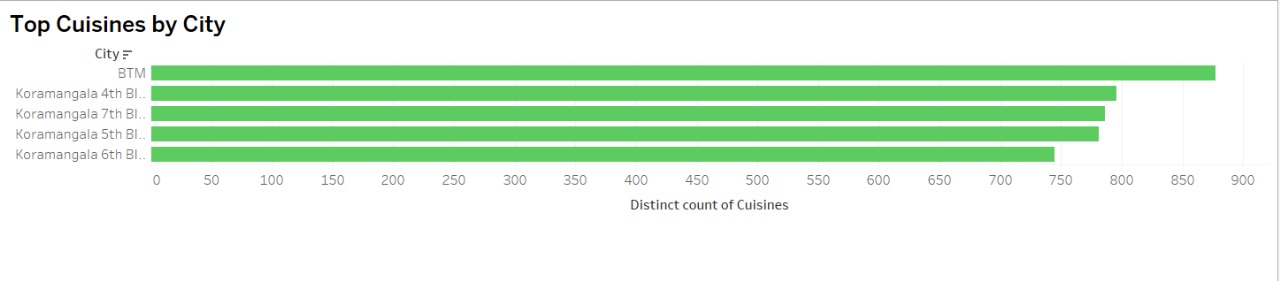 Top Cuisines by City
City
BTM
Koramangala 4th Bl..
Koramangala 7th Bl..
Koramangala 5th Bl..
Koramangala 6th Bl..
0 50 100 150 200 250 300 350 400 450 500 550 600 650 700 750 800 850 900
Distinct count of Cuisines